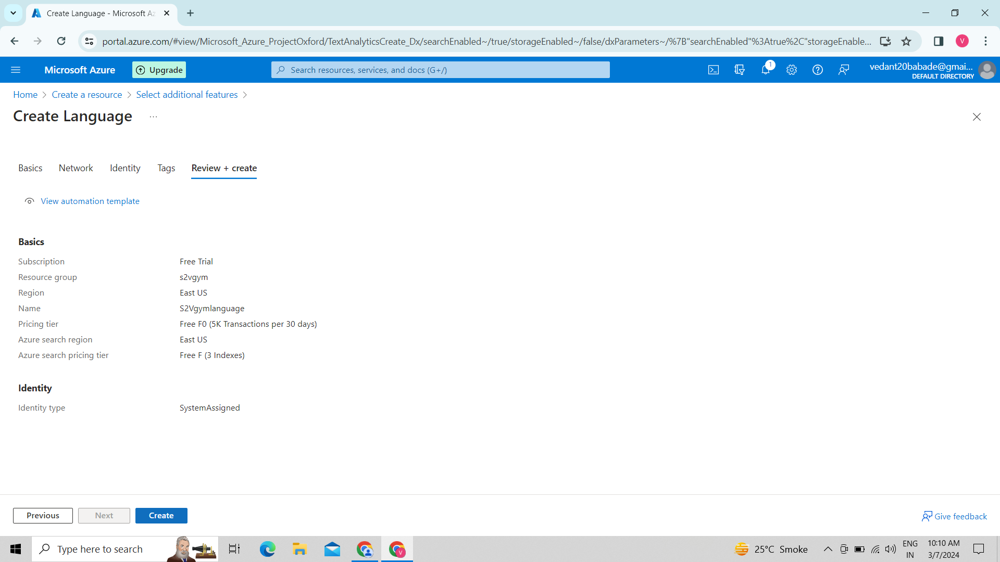 Create Language - Microsoft Az
portal.azure.com/#view/Microsoft_Azure_ProjectOxford/TextAnalyticsCreate_Dx/searchEnabled~/true/storageEnabled~/false/dxParameters~/%7B"searchEnabled"%3Atrue%2C"storageEnable...
V
Microsoft Azure
Upgrade
Search resources, services, and docs (G+/)
1
vedant20babade@gmai...
DEFAULT DIRECTORY
Home > Create a resource > Select additional features >
Create Language ...
Basics Network Identity Tags Review + create
View automation template
Basics
Subscription Free Trial
Resource group s2vgym
Region East US
Name S2Vgymlanguage
Pricing tier Free F0 (5K Transactions per 30 days)
Azure search region East US
Azure search pricing tier Free F (3 Indexes)
Identity
Identity type SystemAssigned
Previous Next Create
Give feedback
Type here to search
25°C Smoke
ENG
IN
10:10 AM
3/7/2024